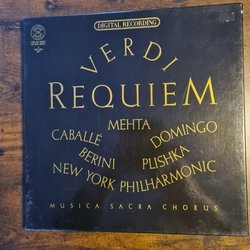 DIGITAL RECORDING
VERDI
REQUIEM
MEHTA
CABALLÉ DOMINGO
BERINI PLISHKA
NEW YORK PHILHARMONIC
MUSICA SACRA CHORUS